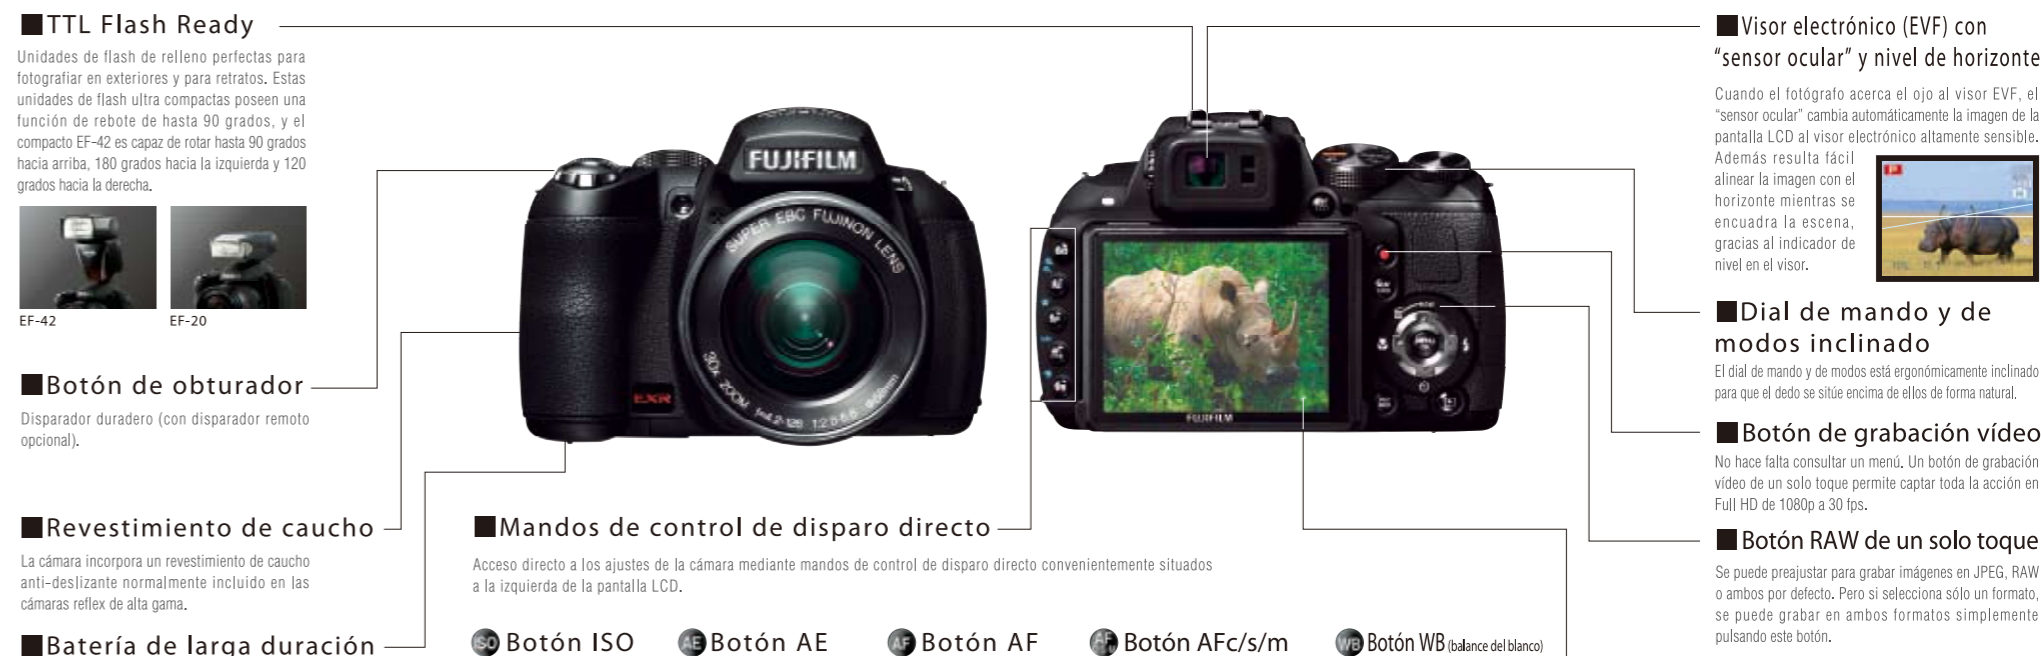 ■TTL Flash Ready
Unidades de flash de relleno perfectas para
fotografiar en exteriores y para retratos. Estas
unidades de flash ultra compactas poseen una
función de rebote de hasta 90 grados, y el
compacto EF-42 es capaz de rotar hasta 90 grados
hacia arriba, 180 grados hacia la izquierda y 120
grados hacia la derecha.
EF-42
EF-20
■Botón de obturador
Disparador duradero (con disparador remoto
opcional).
■Revestimiento de caucho
La cámara incorpora un revestimiento de caucho
anti-deslizante normalmente incluido en las
cámaras reflex de alta gama.
■Batería de larga duración
FUJIFILM
SUPER EBC FUJINON LENS
30x ZOOM
EXR
FUJIFILM
MENU
■Mandos de control de disparo directo
Acceso directo a los ajustes de la cámara mediante mandos de control de disparo directo convenientemente situados
a la izquierda de la pantalla LCD.
ISO Botón ISO
AE Botón AE
AF Botón AF
AF Botón AFc/s/m
WB Botón WB (balance del blanco)
■Visor electrónico (EVF) con
“sensor ocular” y nivel de horizonte
Cuando el fotógrafo acerca el ojo al visor EVF, el
“sensor ocular” cambia automáticamente la imagen de la
pantalla LCD al visor electrónico altamente sensible.
Además resulta fácil
alinear la imagen con el
horizonte mientras se
encuadra la escena,
gracias al indicador de
nivel en el visor.
P
■Dial de mando y de
modos inclinado
El dial de mando y de modos está ergonómicamente inclinado
para que el dedo se sitúe encima de ellos de forma natural.
■Botón de grabación vídeo
No hace falta consultar un menú. Un botón de grabación
vídeo de un solo toque permite captar toda la acción en
Full HD de 1080p a 30 fps.
■Botón RAW de un solo toque
Se puede preajustar para grabar imágenes en JPEG, RAW
o ambos por defecto. Pero si selecciona sólo un formato,
se puede grabar en ambos formatos simplemente
pulsando este botón.